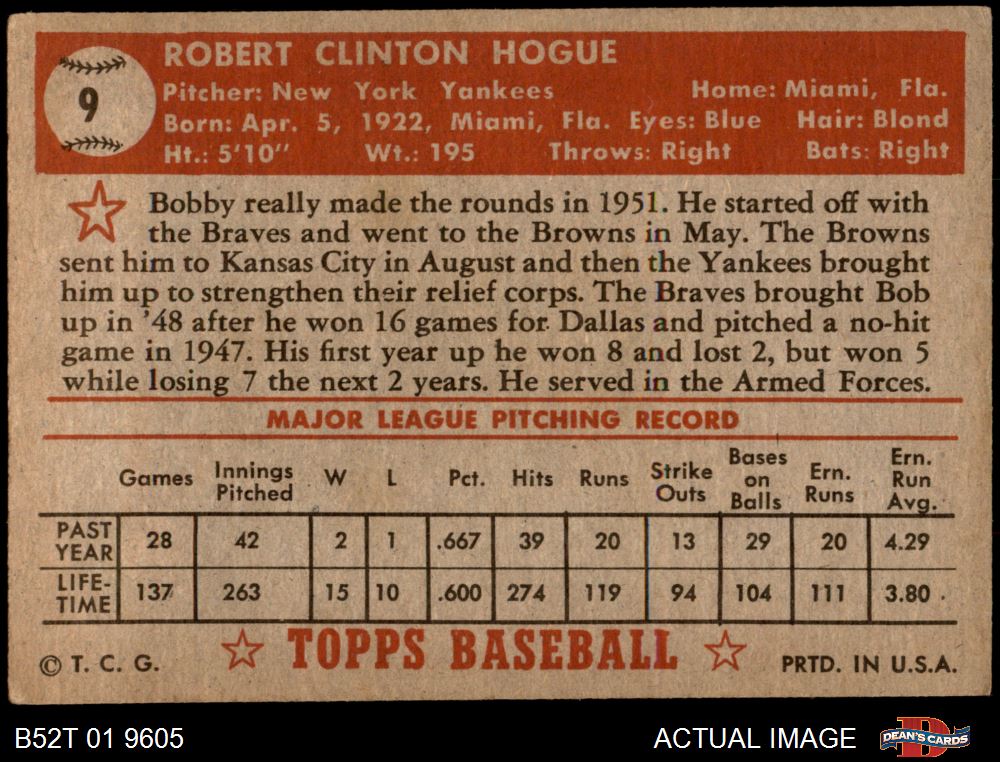 9
ROBERT CLINTON HOGUE
Pitcher: New York Yankees Home: Miami, Fla.
Born: Apr. 5, 1922, Miami, Fla. Eyes: Blue Hair: Blond
Ht.: 5'10" Wt.: 195 Throws: Right Bats: Right
Bobby really made the rounds in 1951. He started off with
the Braves and went to the Browns in May. The Browns
sent him to Kansas City in August and then the Yankees brought
him up to strengthen their relief corps. The Braves brought Bob
up in '48 after he won 16 games for Dallas and pitched a no-hit
game in 1947. His first year up he won 8 and lost 2, but won 5
while losing 7 the next 2 years. He served in the Armed Forces.
MAJOR LEAGUE PITCHING RECORD
Games Innings Pitched W L Pct. Hits Runs Strike Outs Bases on Balls Ern. Runs Ern. Run Avg.
PAST YEAR 28 42 2 1 .667 39 20 13 29 20 4.29
LIFE-TIME 137 263 15 10 .600 274 119 94 104 111 3.80
© T. C. G. TOPPS BASEBALL PRTD. IN U.S.A.
B52T 01 9605 ACTUAL IMAGE D DEAN'S CARDS